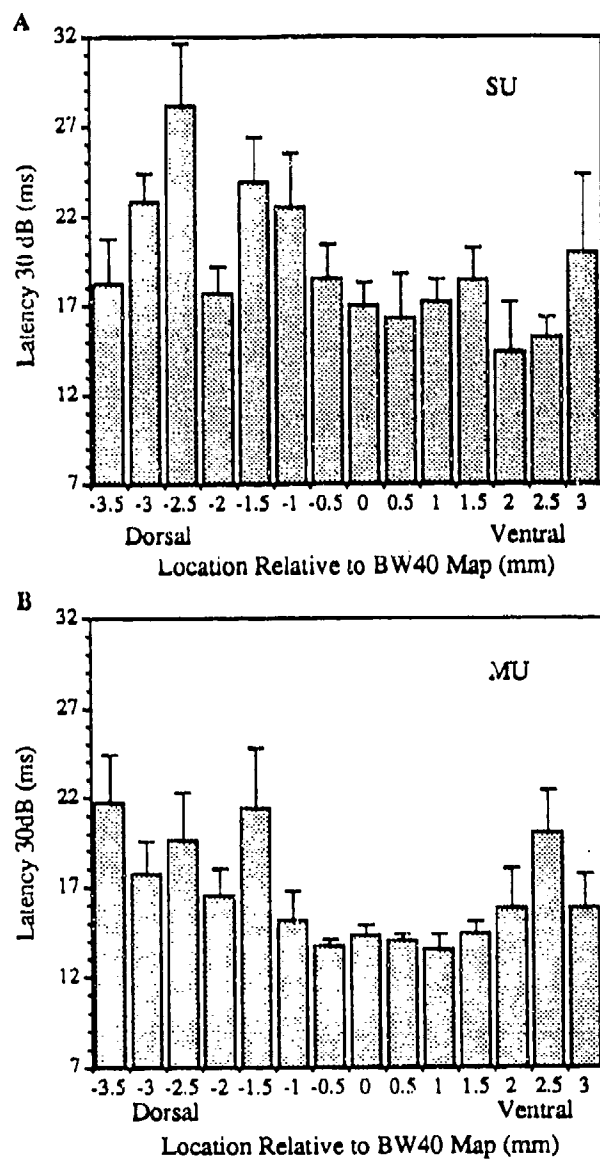 A
SU
Latency 30 dB (ms)
32
27
22
17
12
7
-3.5 -3 -2.5 -2 -1.5 -1 -0.5 0 0.5 1 1.5 2 2.5 3
Dorsal Ventral
Location Relative to BW40 Map (mm)
B
MU
Latency 30dB (ms)
32
27
22
17
12
7
-3.5 -3 -2.5 -2 -1.5 -1 -0.5 0 0.5 1 1.5 2 2.5 3
Dorsal Ventral
Location Relative to BW40 Map (mm)